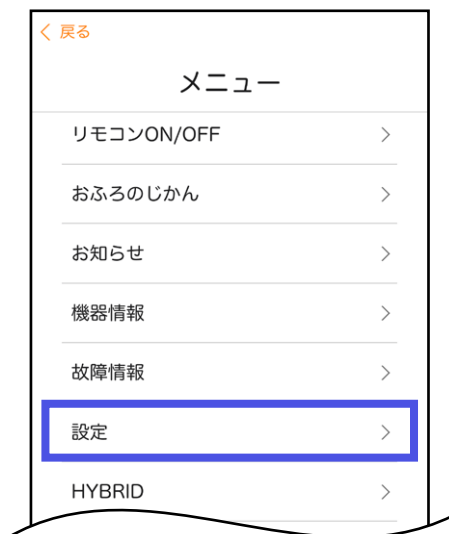 戻る
メニュー
リモコンON/OFF
おふろのじかん
お知らせ
機器情報
故障情報
設定
HYBRID